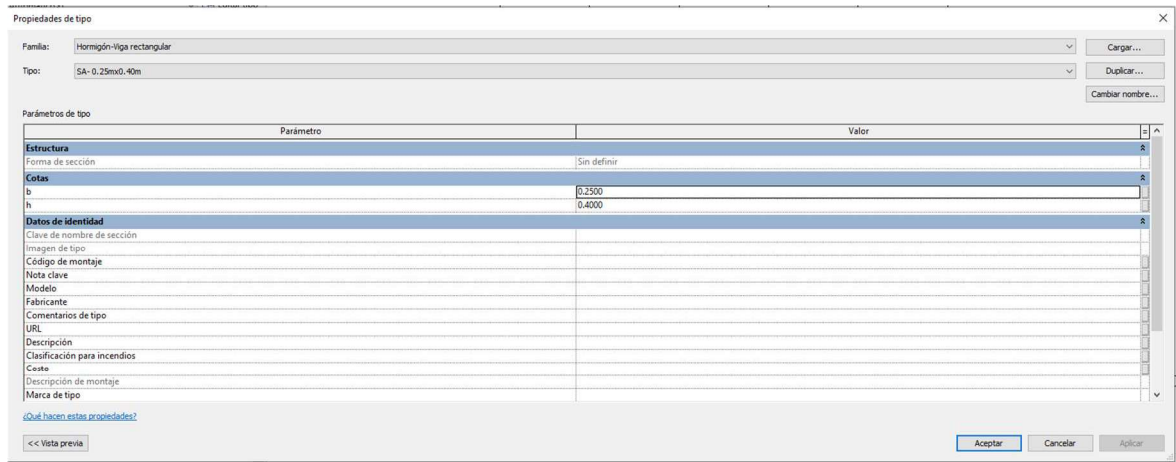 Propiedades de tipo
Familia: Hormigón-Viga rectangular Cargar...
Tipo: SA- 0.25mx0.40m Duplicar...
Cambiar nombre...
Parámetros de tipo
Parámetro Valor =
Estructura
Forma de sección Sin definir
Cotas
b 0.2500
h 0.4000
Datos de identidad
Clave de nombre de sección
Imagen de tipo
Código de montaje
Nota clave
Modelo
Fabricante
Comentarios de tipo
URL
Descripción
Clasificación para incendios
Costo
Descripción de montaje
Marca de tipo
¿Qué hacen estas propiedades?
<< Vista previa Aceptar Cancelar Aplicar